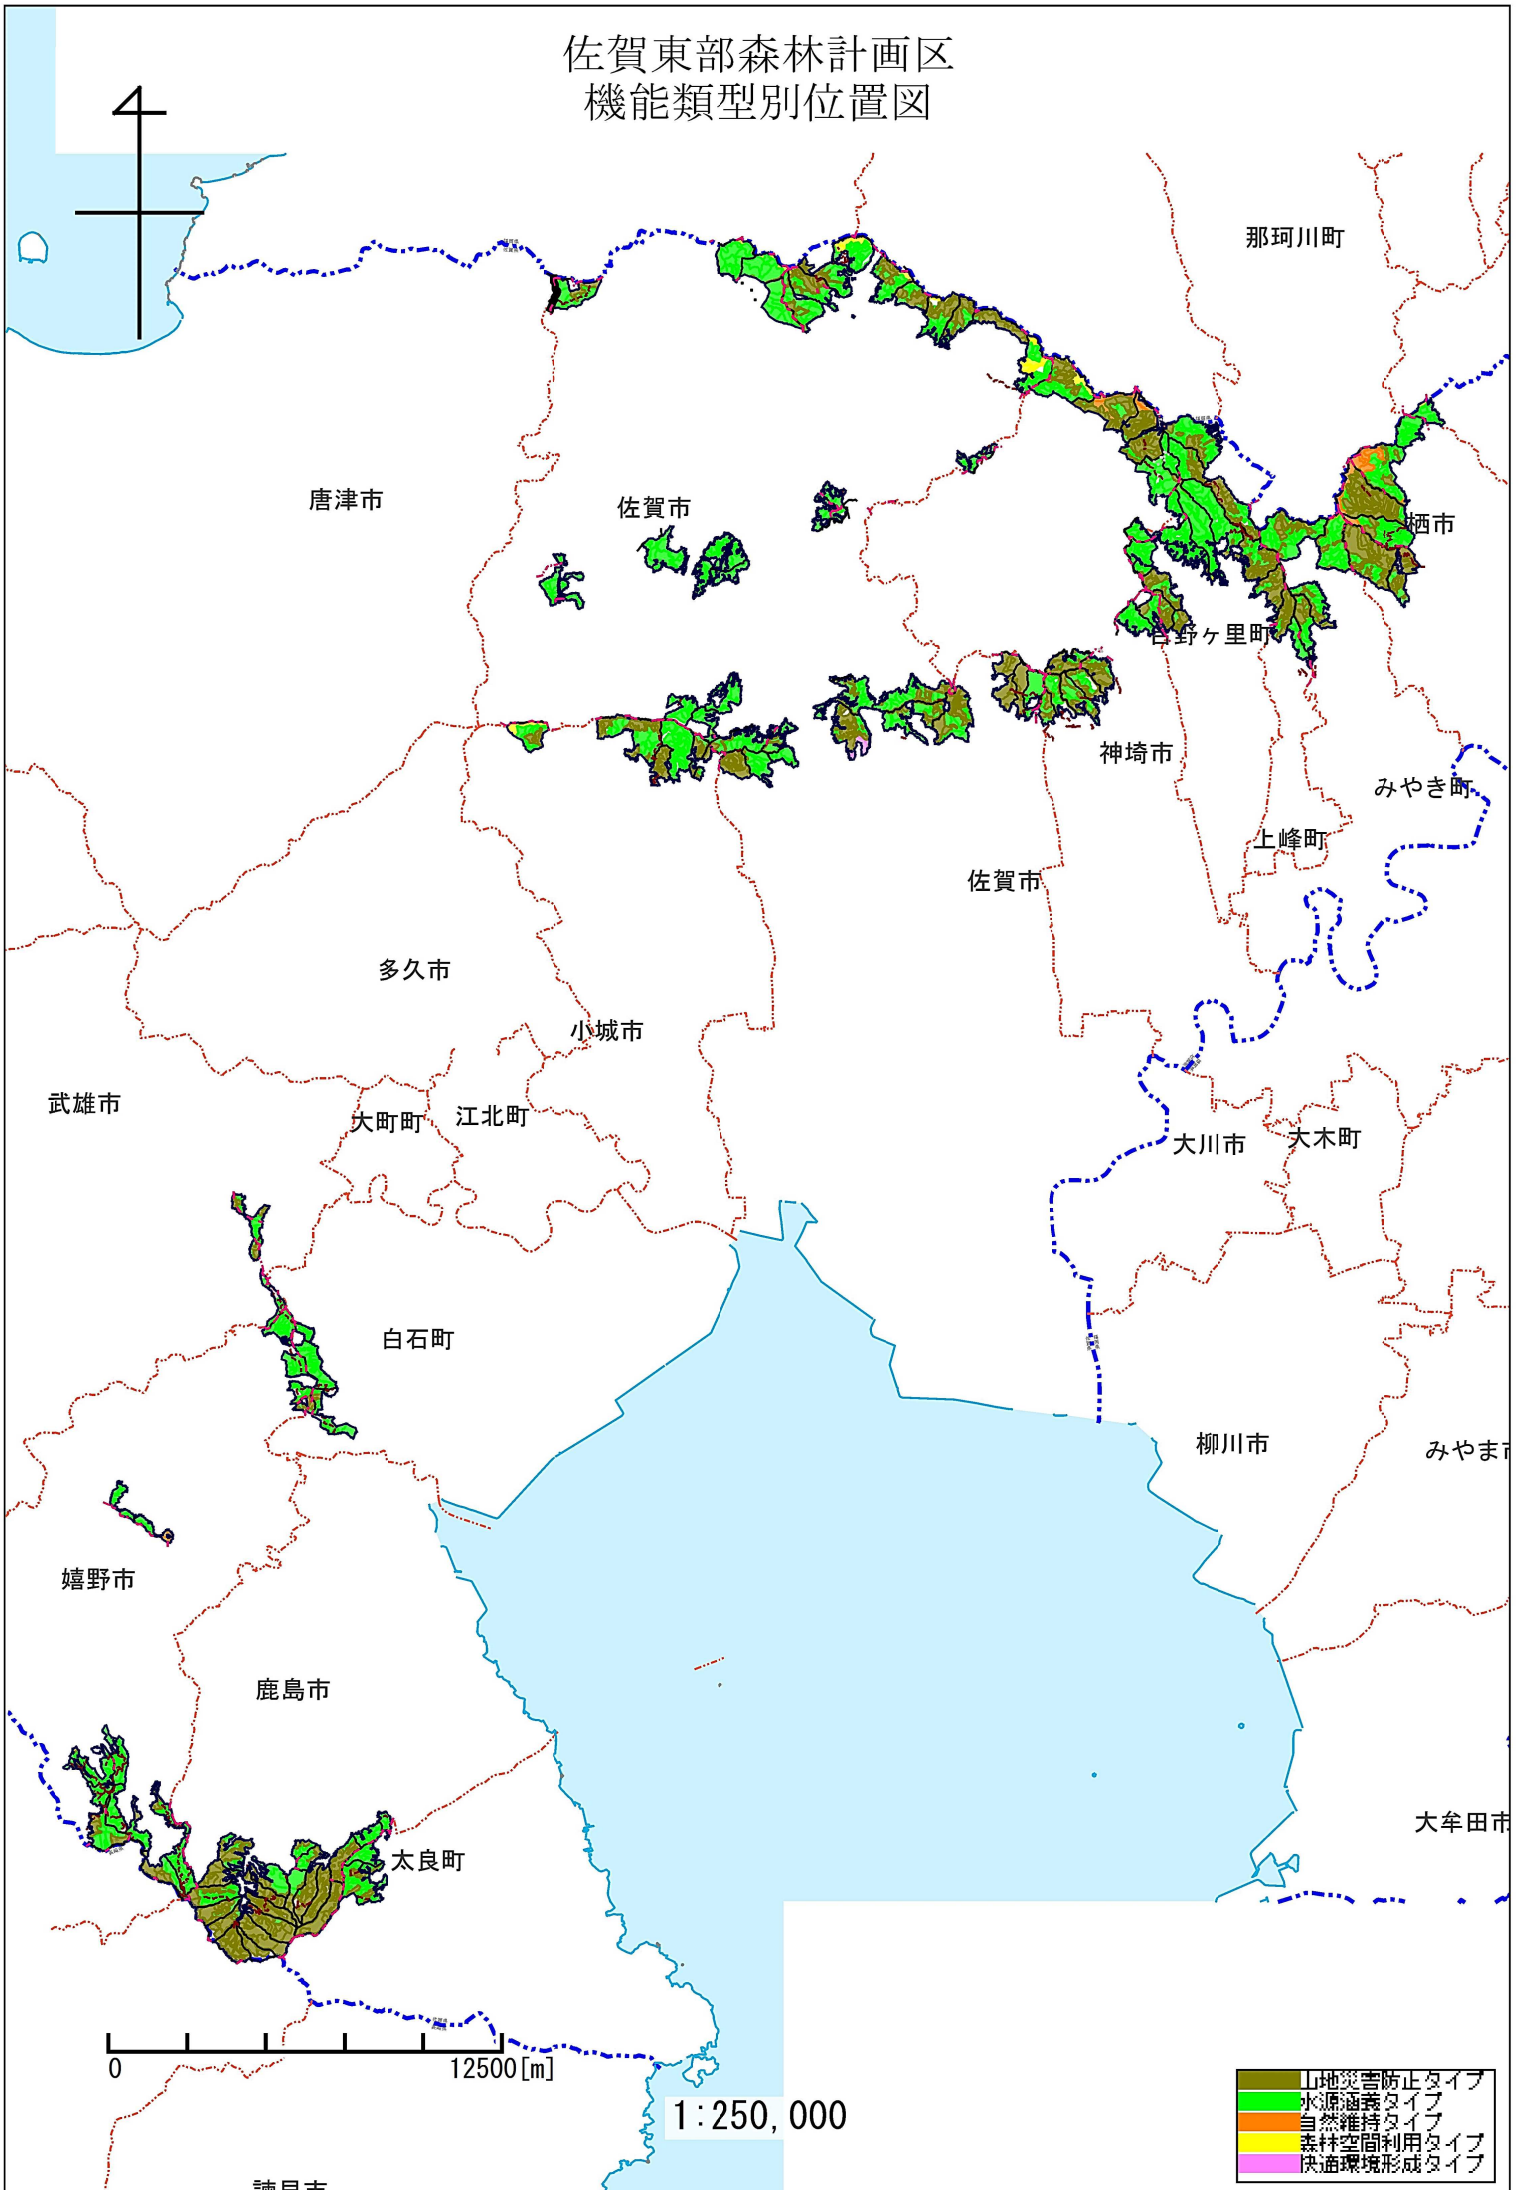 佐賀東部森林計画区
機能類型別位置図
那珂川町
唐津市
佐賀市
栖市
野ヶ里町
神埼市
みやき町
上峰町
佐賀市
多久市
小城市
武雄市
大町町
江北町
大川市
大木町
白石町
柳川市
みやま市
嬉野市
鹿島市
大牟田市
太良町
0
12500[m]
1:250,000
山地災害防止タイプ
水源涵養タイプ
自然維持タイプ
森林空間利用タイプ
快適環境形成タイプ
諫早市